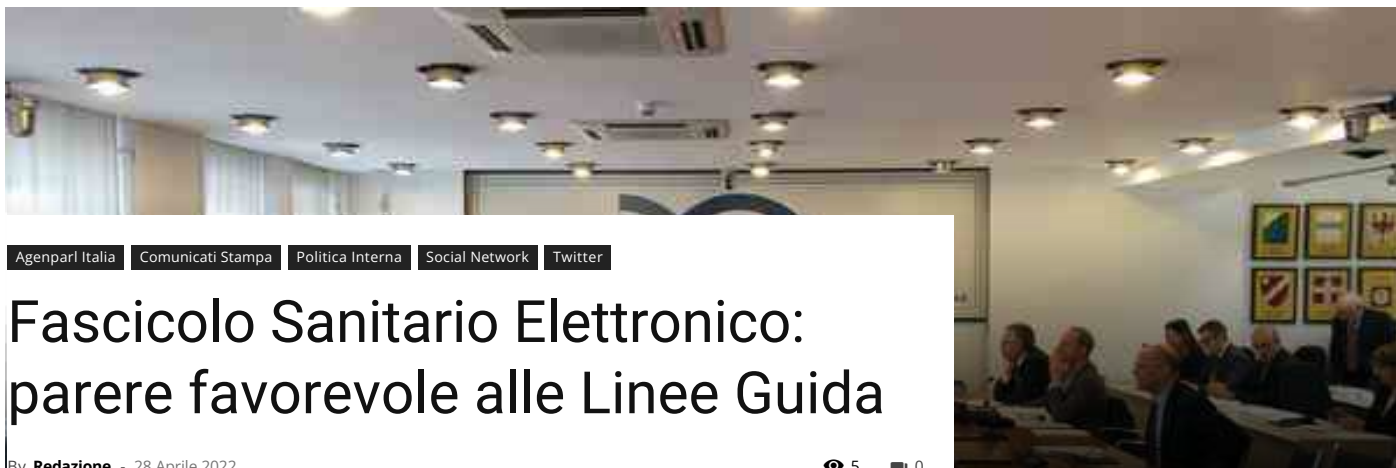 Agenparl Italia Comunicati Stampa Politica Interna Social Network Twitter
Fascicolo Sanitario Elettronico:
parere favorevole alle Linee Guida
By Redazione - 28 Aprile 2022 5 0